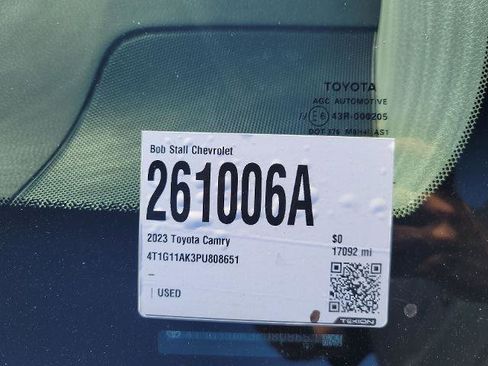 TOYOTA
AGC AUTOMOTIVE
43R-000205
Bob Stall Chevrolet
261006A
2023 Toyota Camry
$0
4T1G11AK3PU808651
17092 mi
–
| USED
TEKION